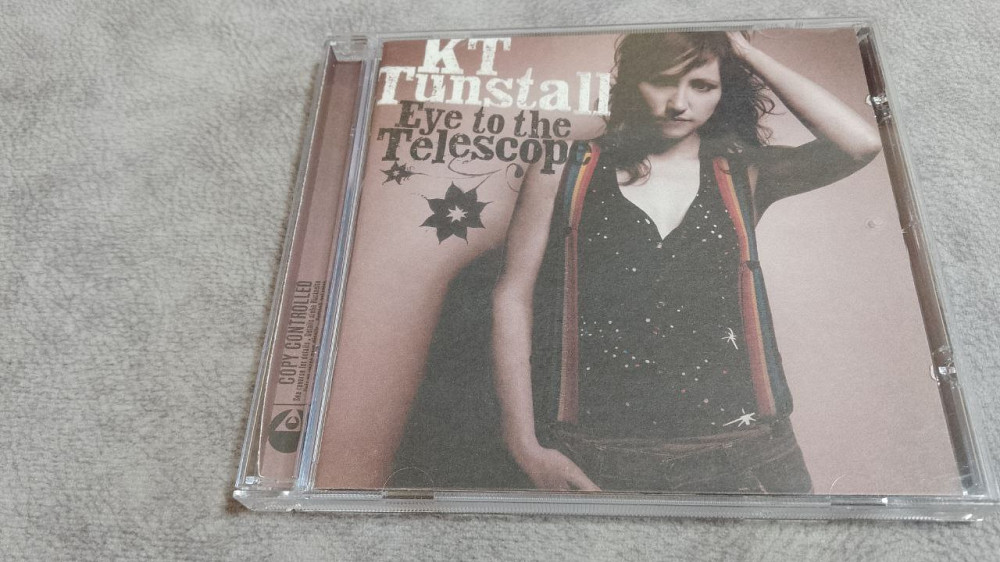 KT
Tunstall
Eye to the
Telescope
COPY CONTROLLED